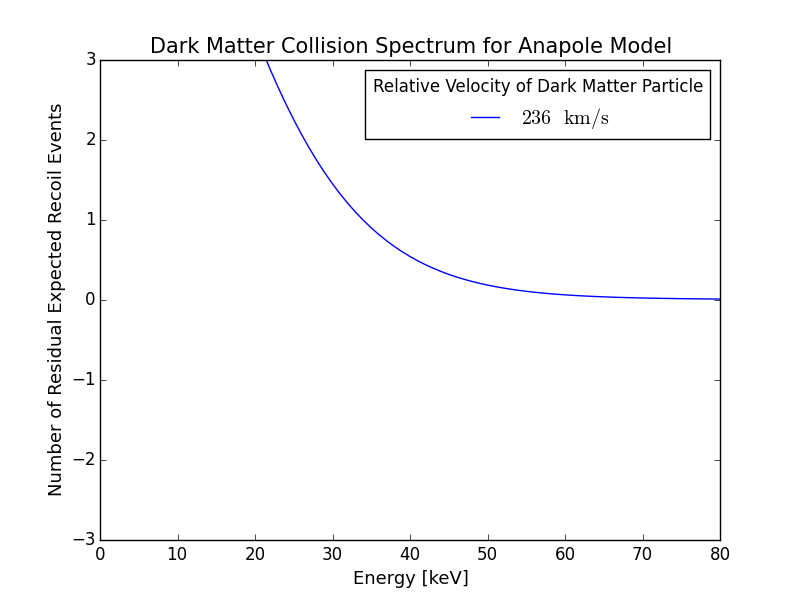 Dark Matter Collision Spectrum for Anapole Model
Number of Residual Expected Recoil Events
3
2
1
0
−1
−2
−3
Relative Velocity of Dark Matter Particle
236 km/s
0 10 20 30 40 50 60 70 80
Energy [keV]